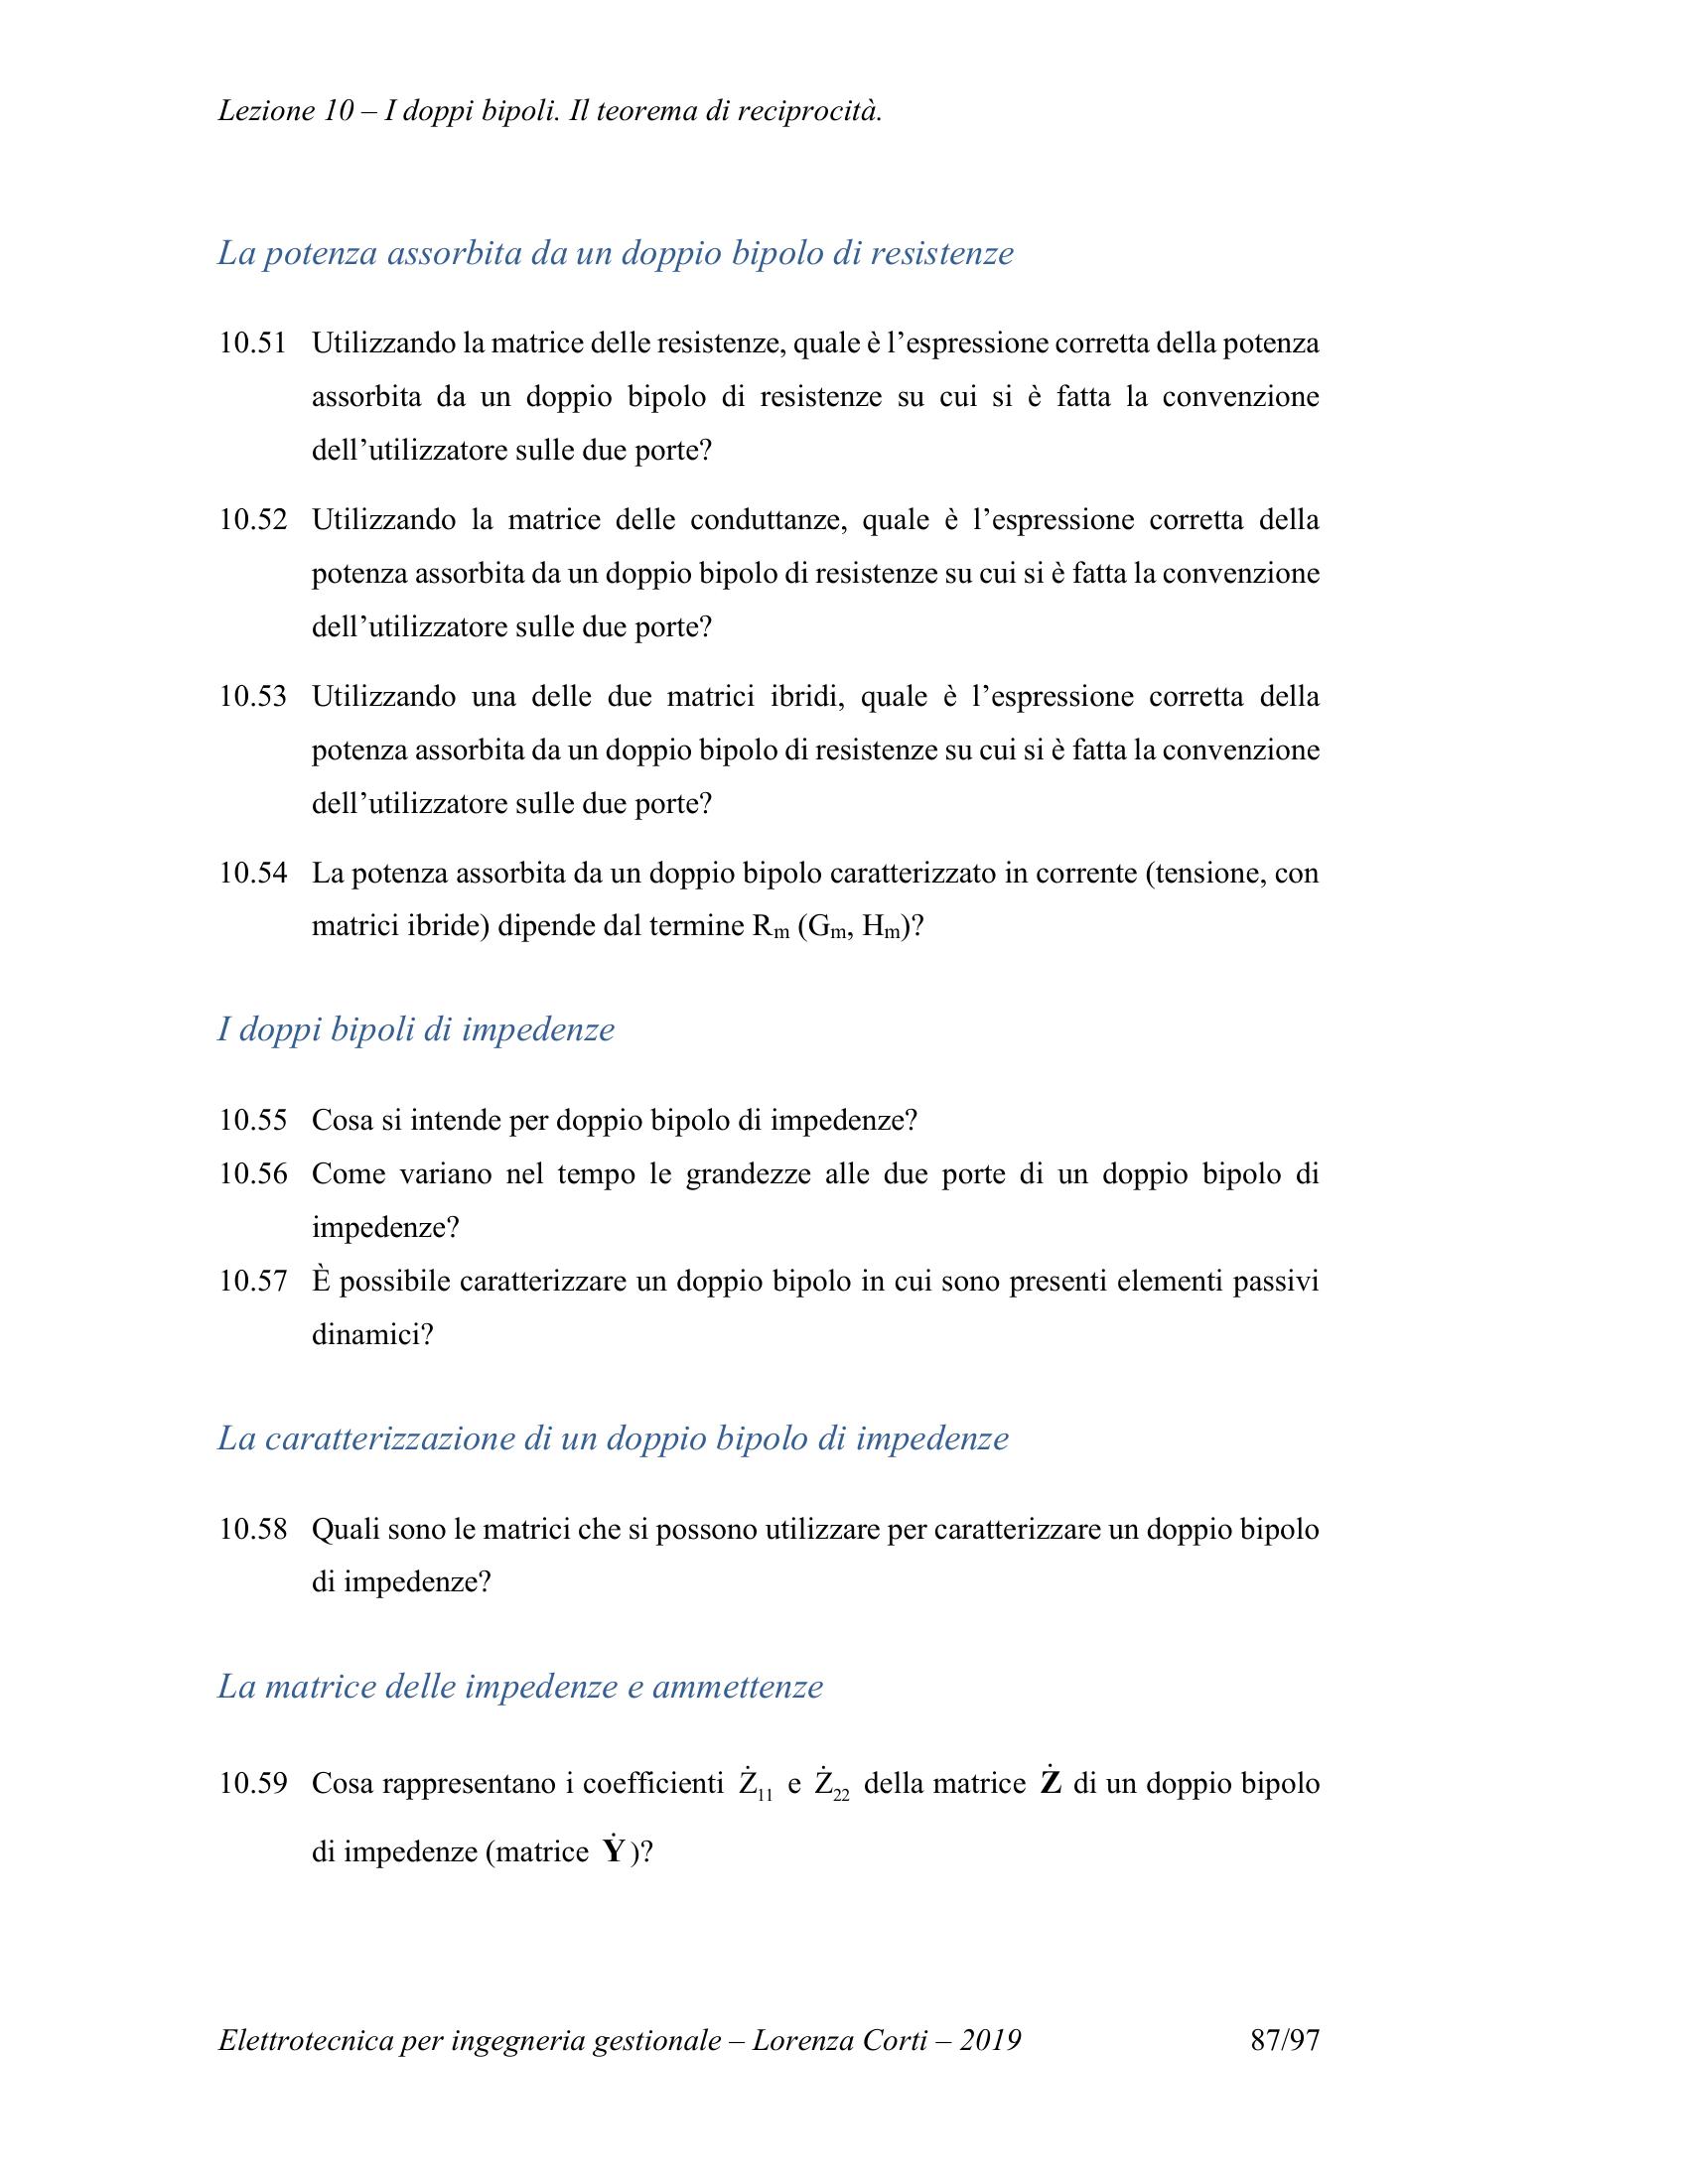 Lezione 10 – I doppi bipoli. Il teorema di reciprocità.
La potenza assorbita da un doppio bipolo di resistenze
10.51 Utilizzando la matrice delle resistenze, quale è l’espressione corretta della potenza
assorbita da un doppio bipolo di resistenze su cui si è fatta la convenzione
dell’utilizzatore sulle due porte?
10.52 Utilizzando la matrice delle conduttanze, quale è l’espressione corretta della
potenza assorbita da un doppio bipolo di resistenze su cui si è fatta la convenzione
dell’utilizzatore sulle due porte?
10.53 Utilizzando una delle due matrici ibridi, quale è l’espressione corretta della
potenza assorbita da un doppio bipolo di resistenze su cui si è fatta la convenzione
dell’utilizzatore sulle due porte?
10.54 La potenza assorbita da un doppio bipolo caratterizzato in corrente (tensione, con
matrici ibride) dipende dal termine Rm (Gm, Hm)?
I doppi bipoli di impedenze
10.55 Cosa si intende per doppio bipolo di impedenze?
10.56 Come variano nel tempo le grandezze alle due porte di un doppio bipolo di
impedenze?
10.57 È possibile caratterizzare un doppio bipolo in cui sono presenti elementi passivi
dinamici?
La caratterizzazione di un doppio bipolo di impedenze
10.58 Quali sono le matrici che si possono utilizzare per caratterizzare un doppio bipolo
di impedenze?
La matrice delle impedenze e ammettenze
10.59 Cosa rappresentano i coefficienti Ż11 e Ż22 della matrice Ż di un doppio bipolo
di impedenze (matrice Ẏ)?
Elettrotecnica per ingegneria gestionale – Lorenza Corti – 2019 87/97